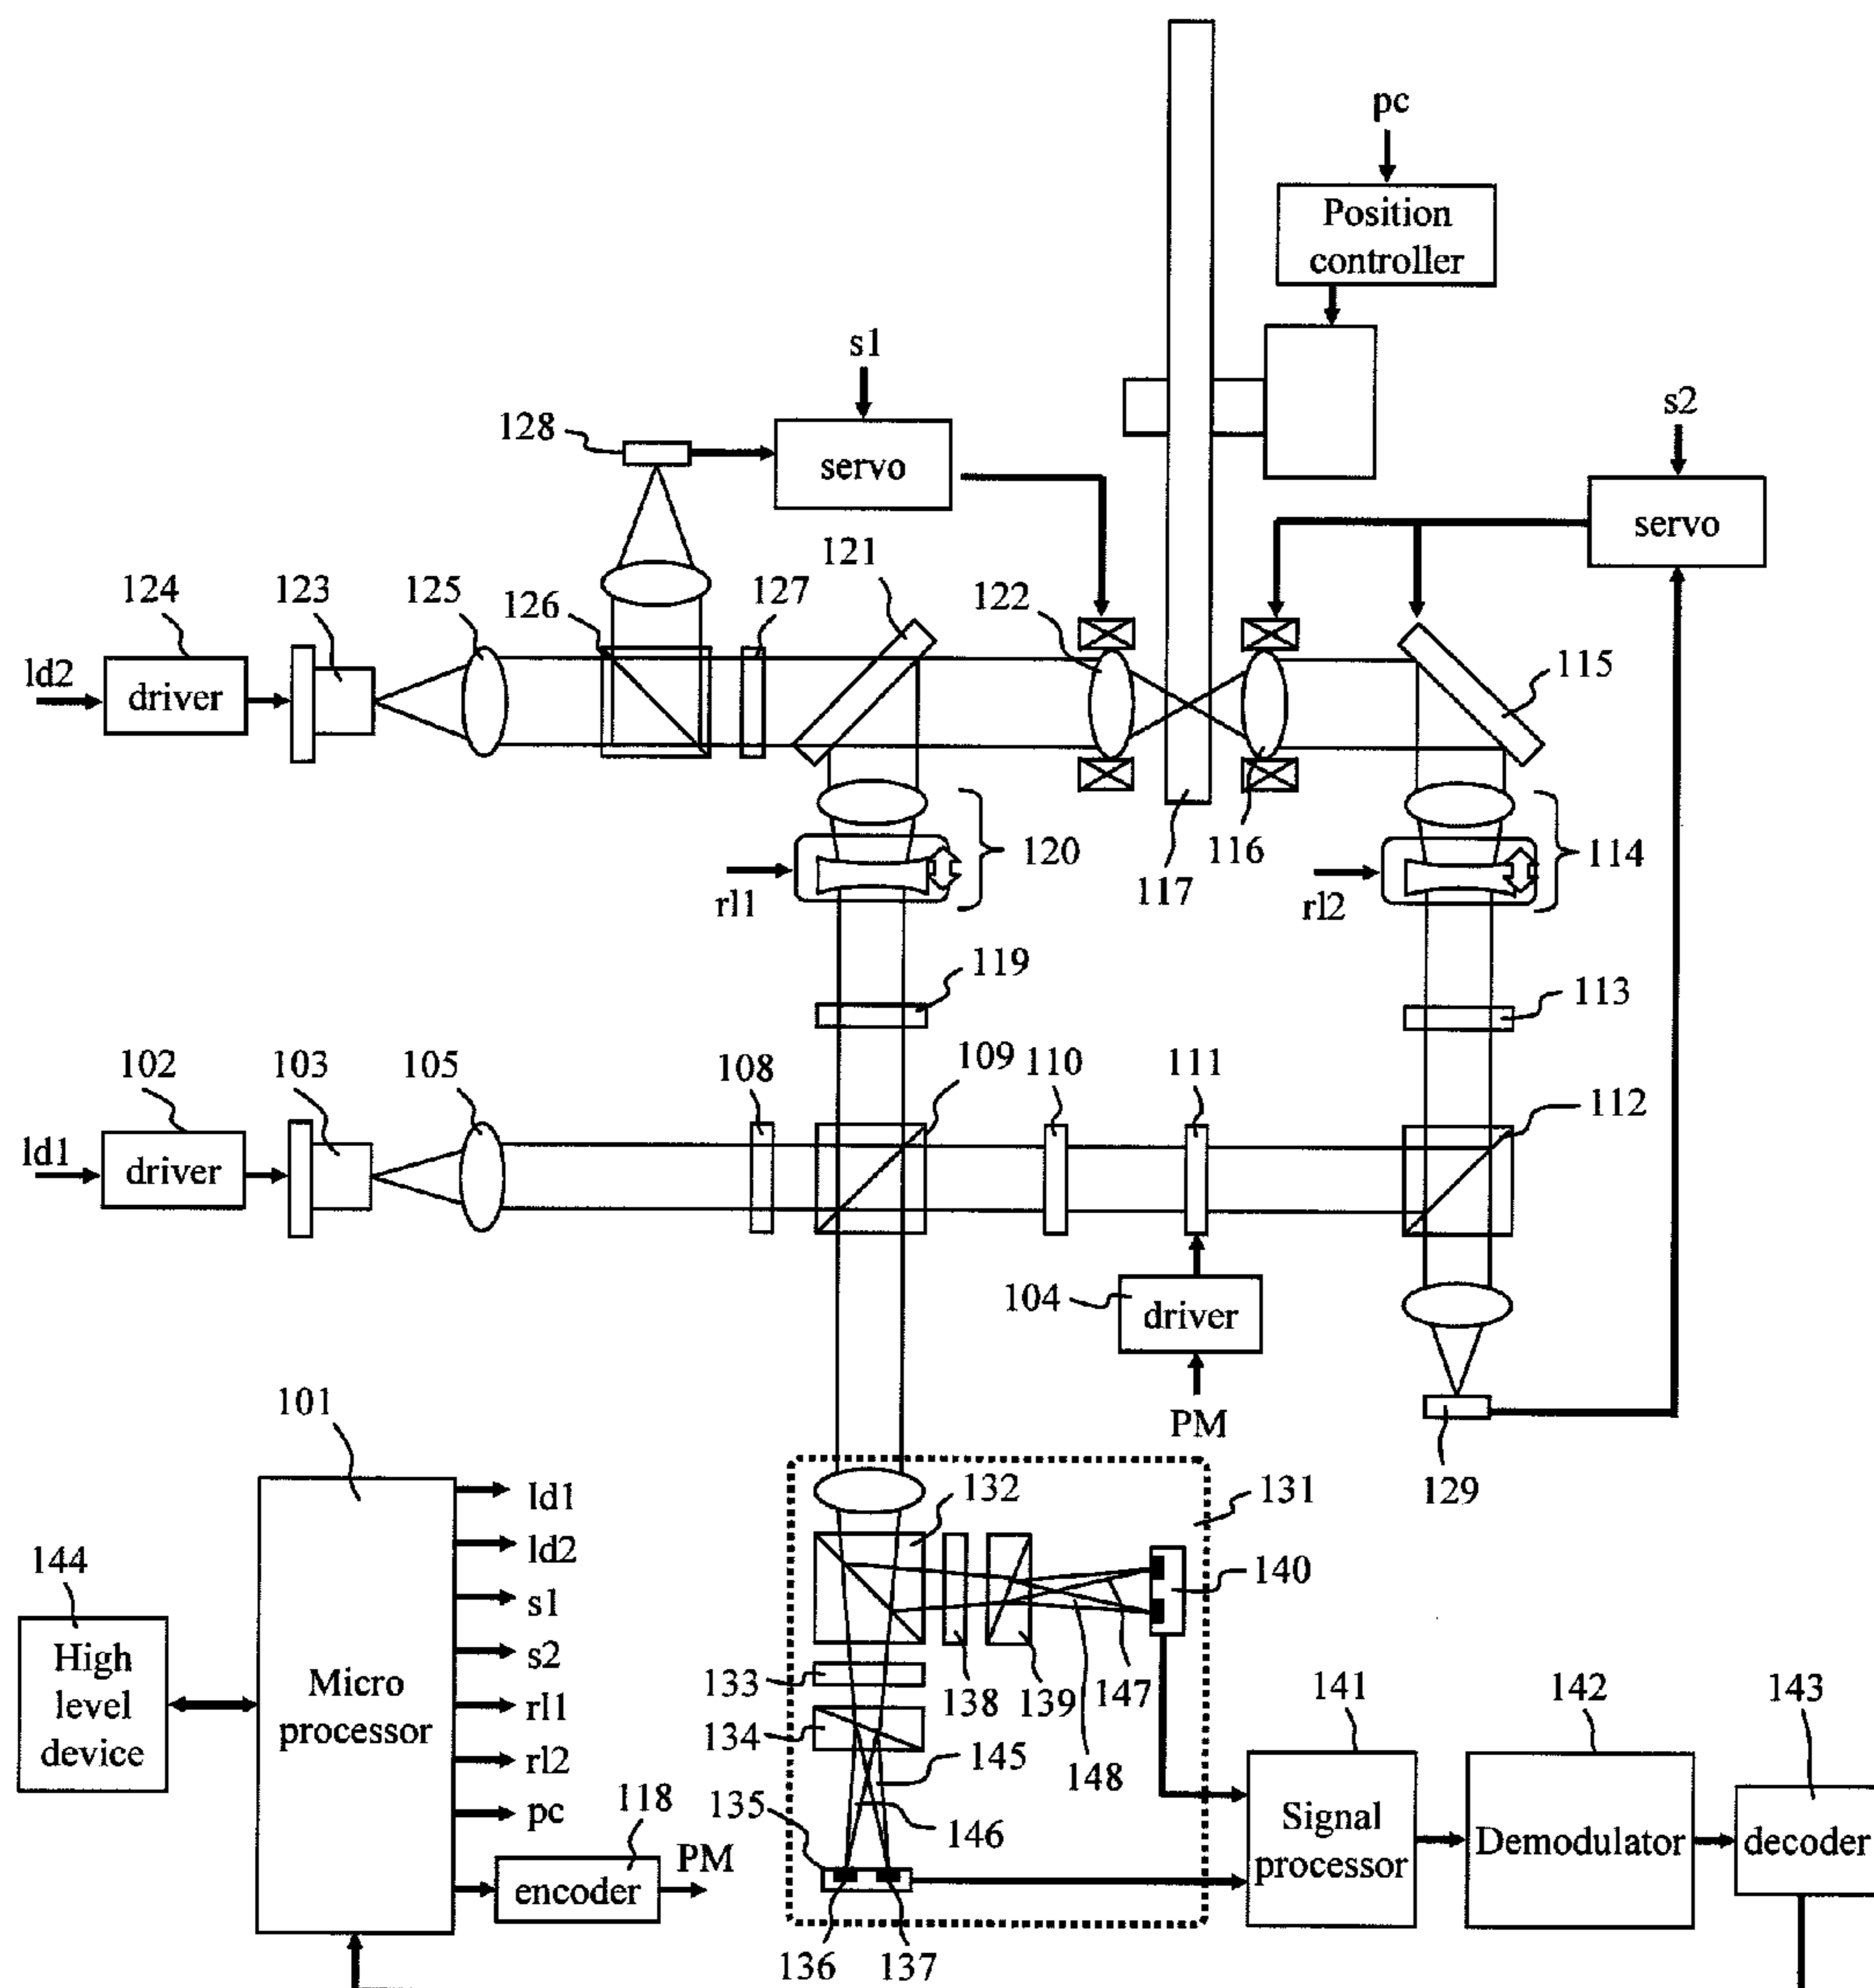 pc
Position
controller
s1
s2
128
servo
servo
121
124
123
125
126
127
122
115
ld2
driver
120
116
114
rl1
117
rl2
119
113
102
103
105
108
109
110
111
112
ld1
driver
104
driver
101
PM
129
132
131
ld1
144
ld2
140
s1
High
level
device
s2
Micro
processor
133
138
139
147
141
142
143
rl1
134
rl2
145
148
118
135
pc
146
PM
Signal
processor
Demodulator
decoder
encoder
136
137